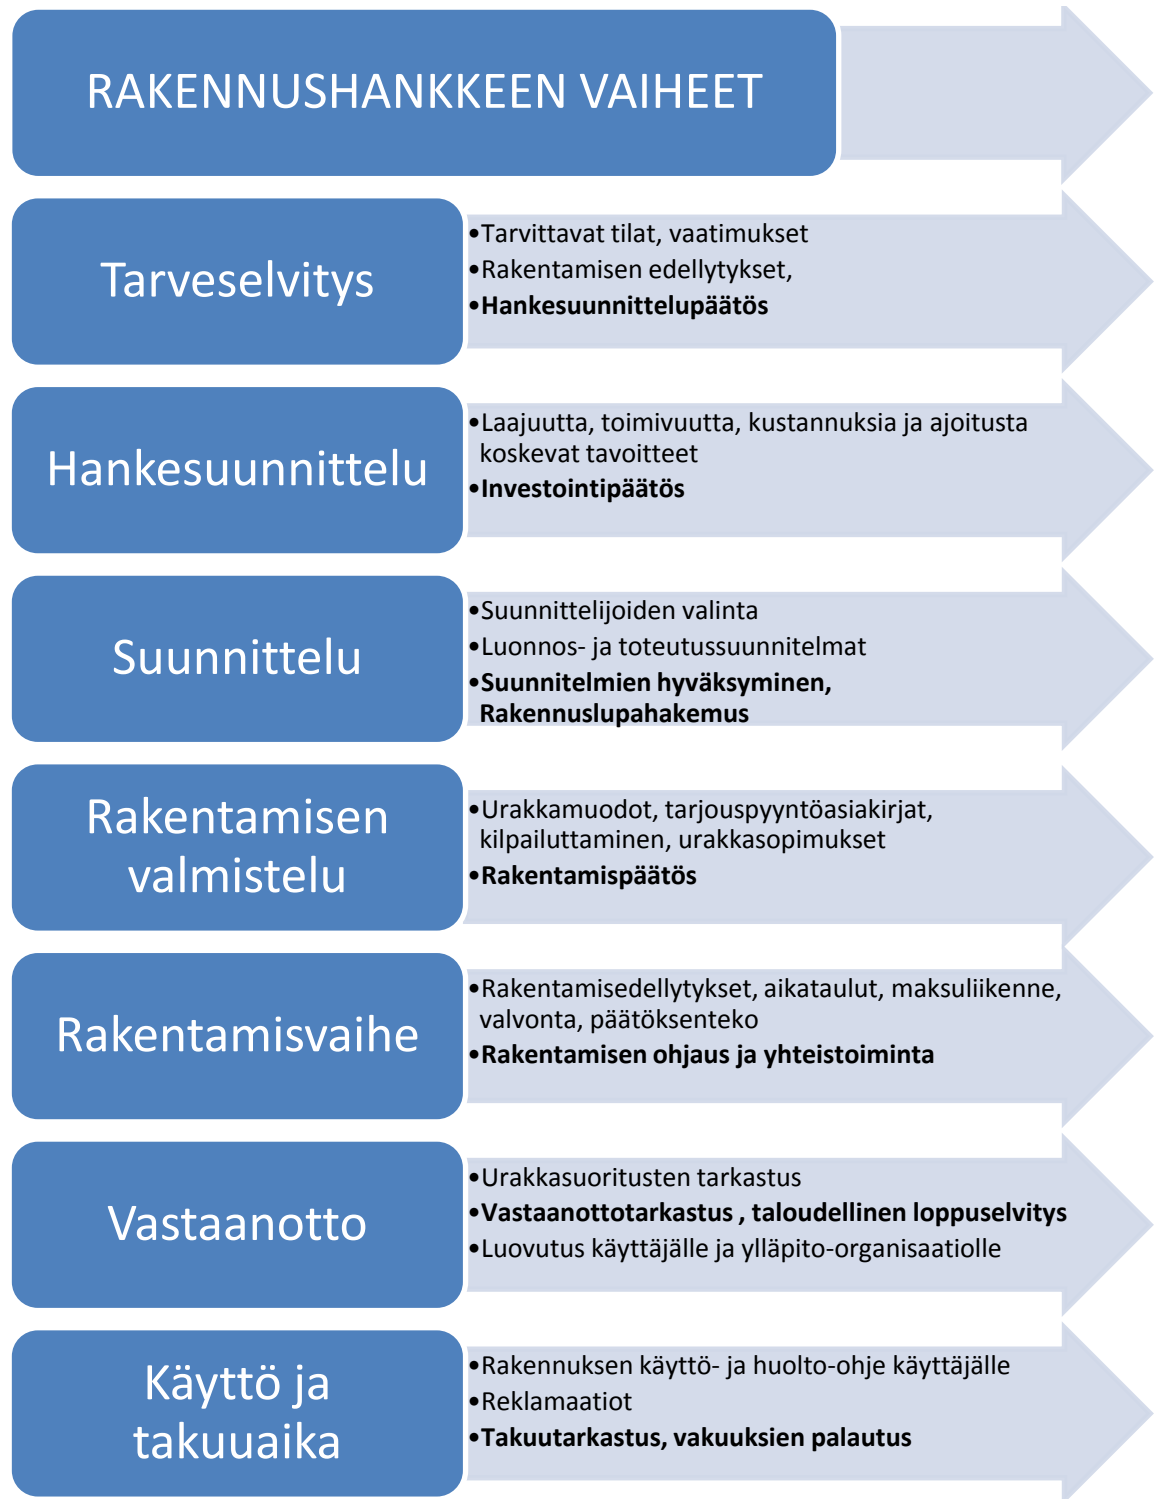 RAKENNUSHANKKEEN VAIHEET
Tarveselvitys
•Tarvittavat tilat, vaatimukset
•Rakentamisen edellytykset,
•Hankesuunnittelupäätös
Hankesuunnittelu
•Laajuutta, toimivuutta, kustannuksia ja ajoitusta
koskevat tavoitteet
•Investointipäätös
Suunnittelu
•Suunnittelijoiden valinta
•Luonnos- ja toteutussuunnitelmat
•Suunnitelmien hyväksyminen,
Rakennuslupahakemus
Rakentamisen
valmistelu
•Urakkamuodot, tarjouspyyntöasiakirjat,
kilpailuttaminen, urakkasopimukset
•Rakentamispäätös
Rakentamisvaihe
•Rakentamisedellytykset, aikataulut, maksuliikenne,
valvonta, päätöksenteko
•Rakentamisen ohjaus ja yhteistoiminta
Vastaanotto
•Urakkasuoritusten tarkastus
•Vastaanottotarkastus , taloudellinen loppuselvitys
•Luovutus käyttäjälle ja ylläpito-organisaatiolle
Käyttö ja
takuuaika
•Rakennuksen käyttö- ja huolto-ohje käyttäjälle
•Reklamaatiot
•Takuutarkastus, vakuuksien palautus